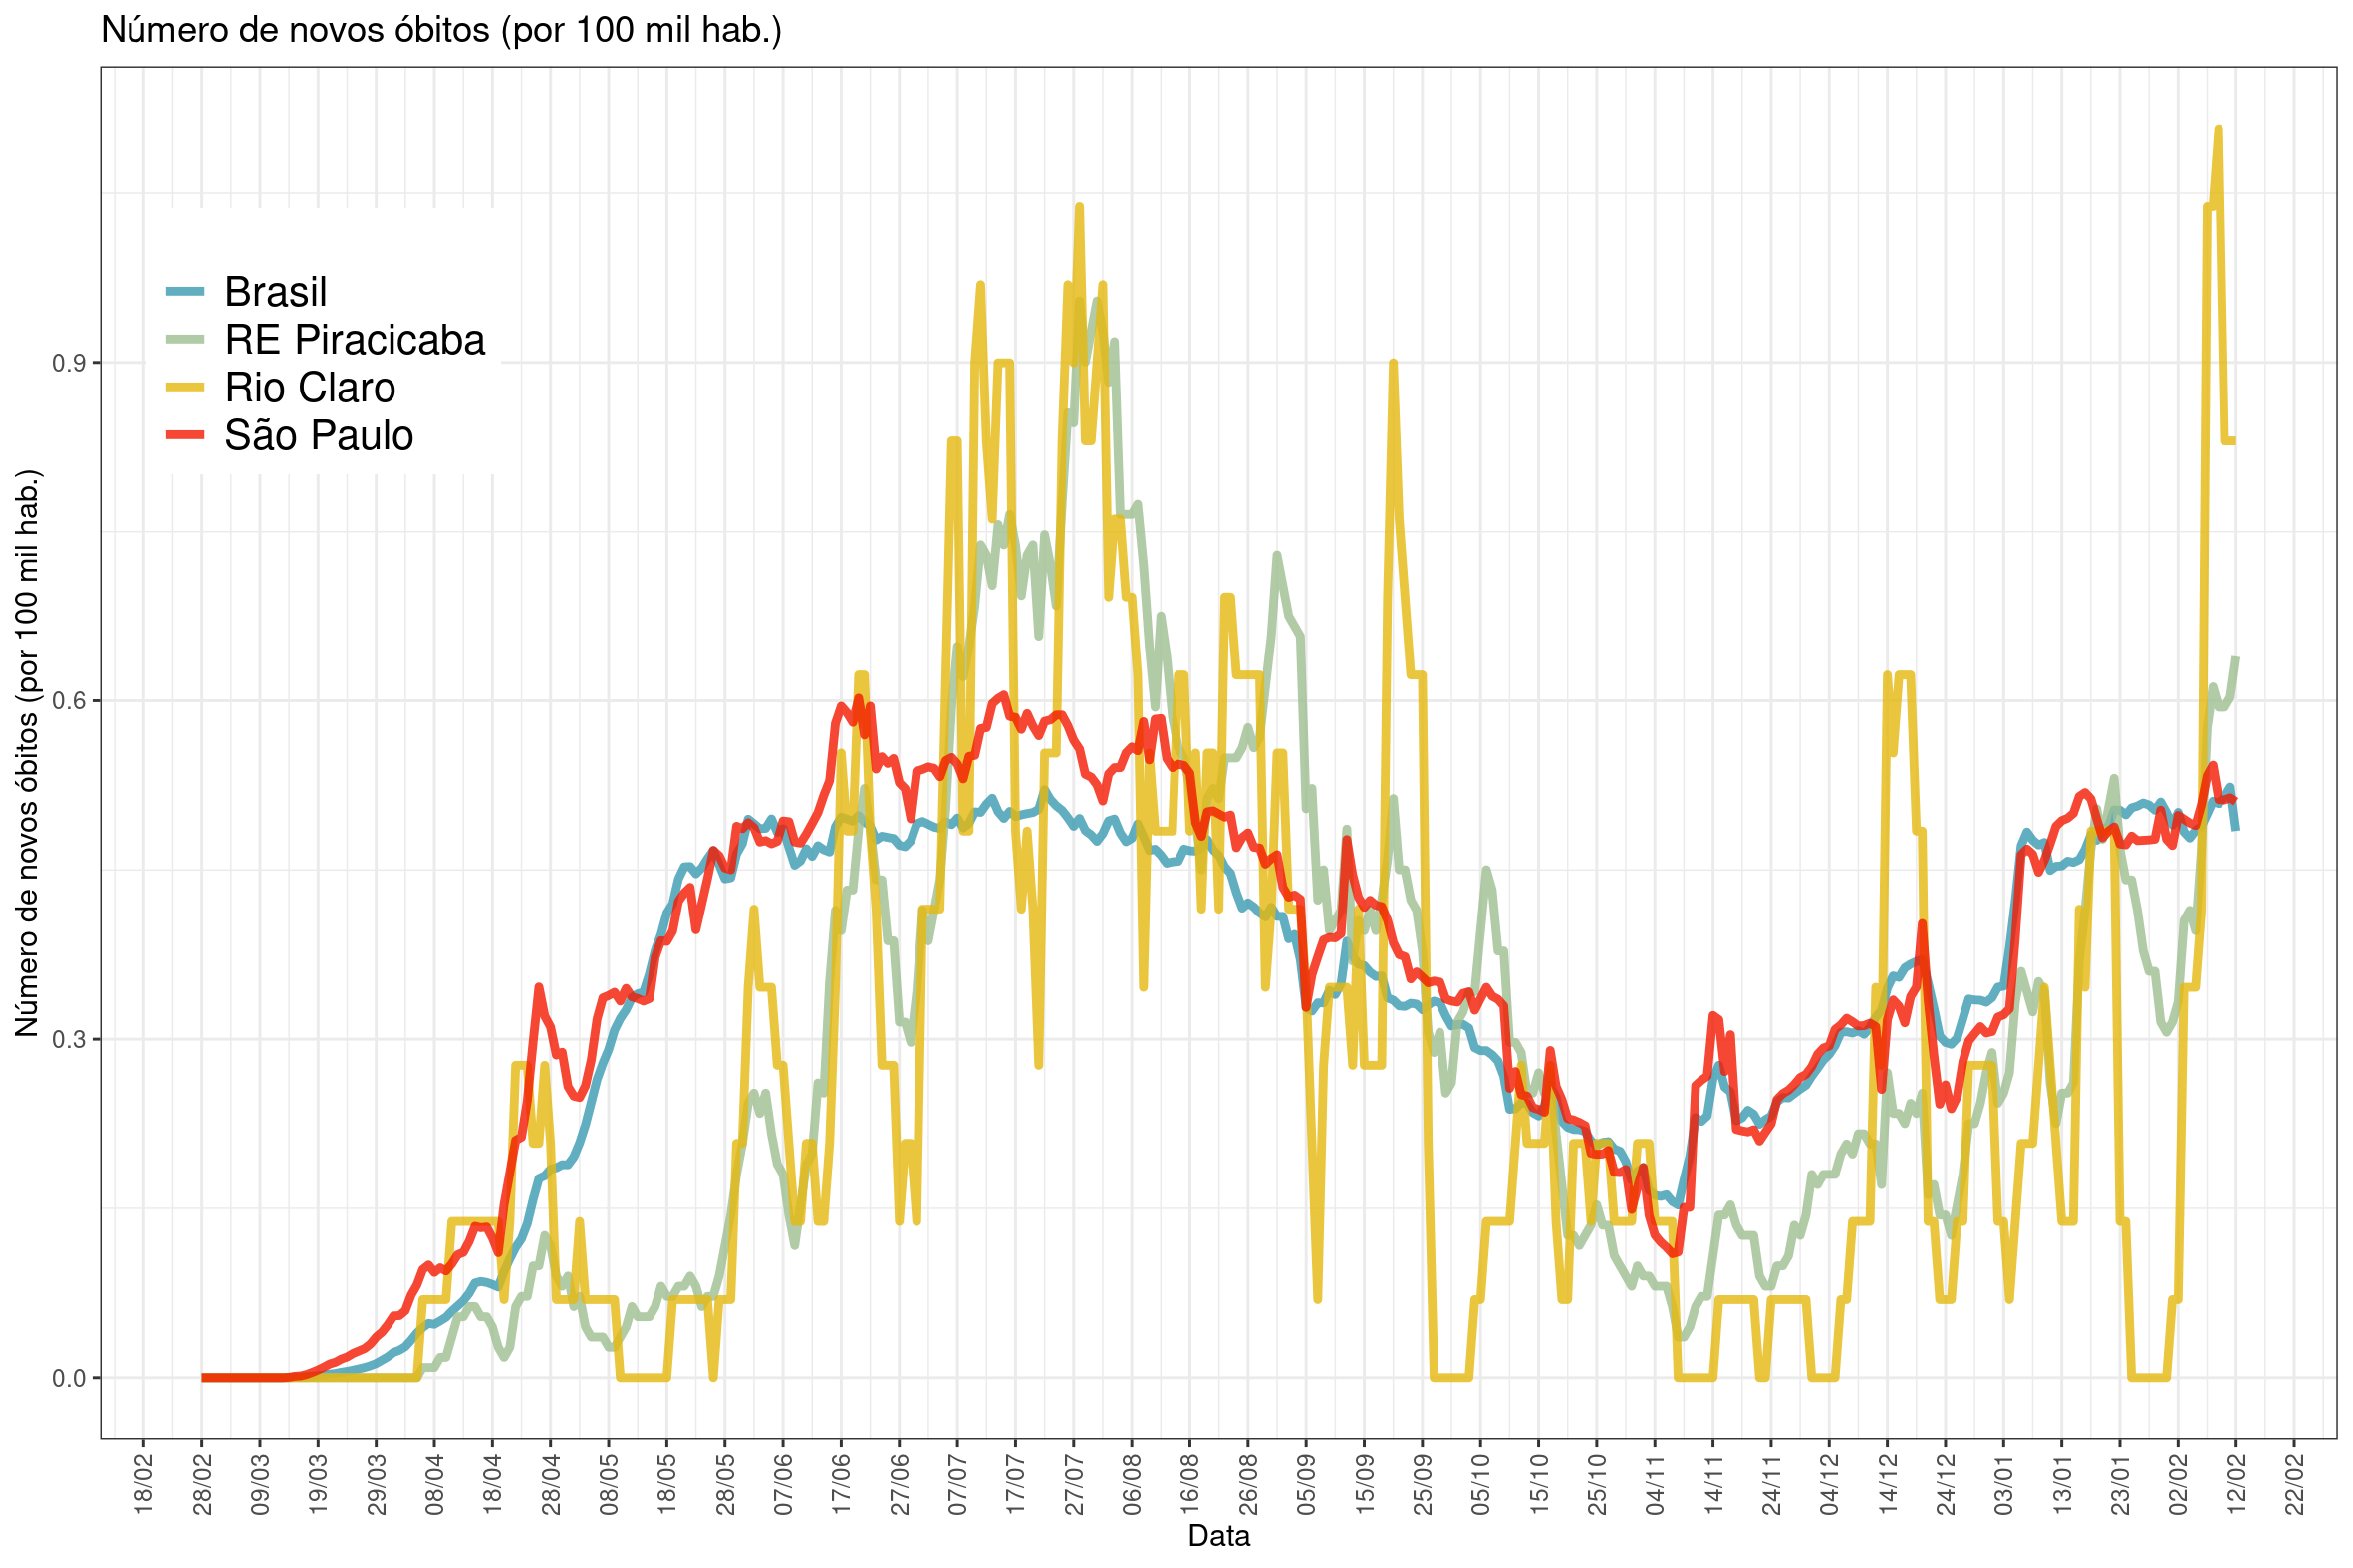 Número de novos óbitos (por 100 mil hab.)
Brasil
RE Piracicaba
Rio Claro
São Paulo
Número de novos óbitos (por 100 mil hab.)
0.9
0.6
0.3
0.0
18/02 28/02 09/03 19/03 29/03 08/04 18/04 28/04 08/05 18/05 28/05 07/06 17/06 27/06 07/07 17/07 27/07 06/08 16/08 26/08 05/09 15/09 25/09 05/10 15/10 25/10 04/11 14/11 24/11 04/12 14/12 24/12 03/01 13/01 23/01 02/02 12/02 22/02
Data